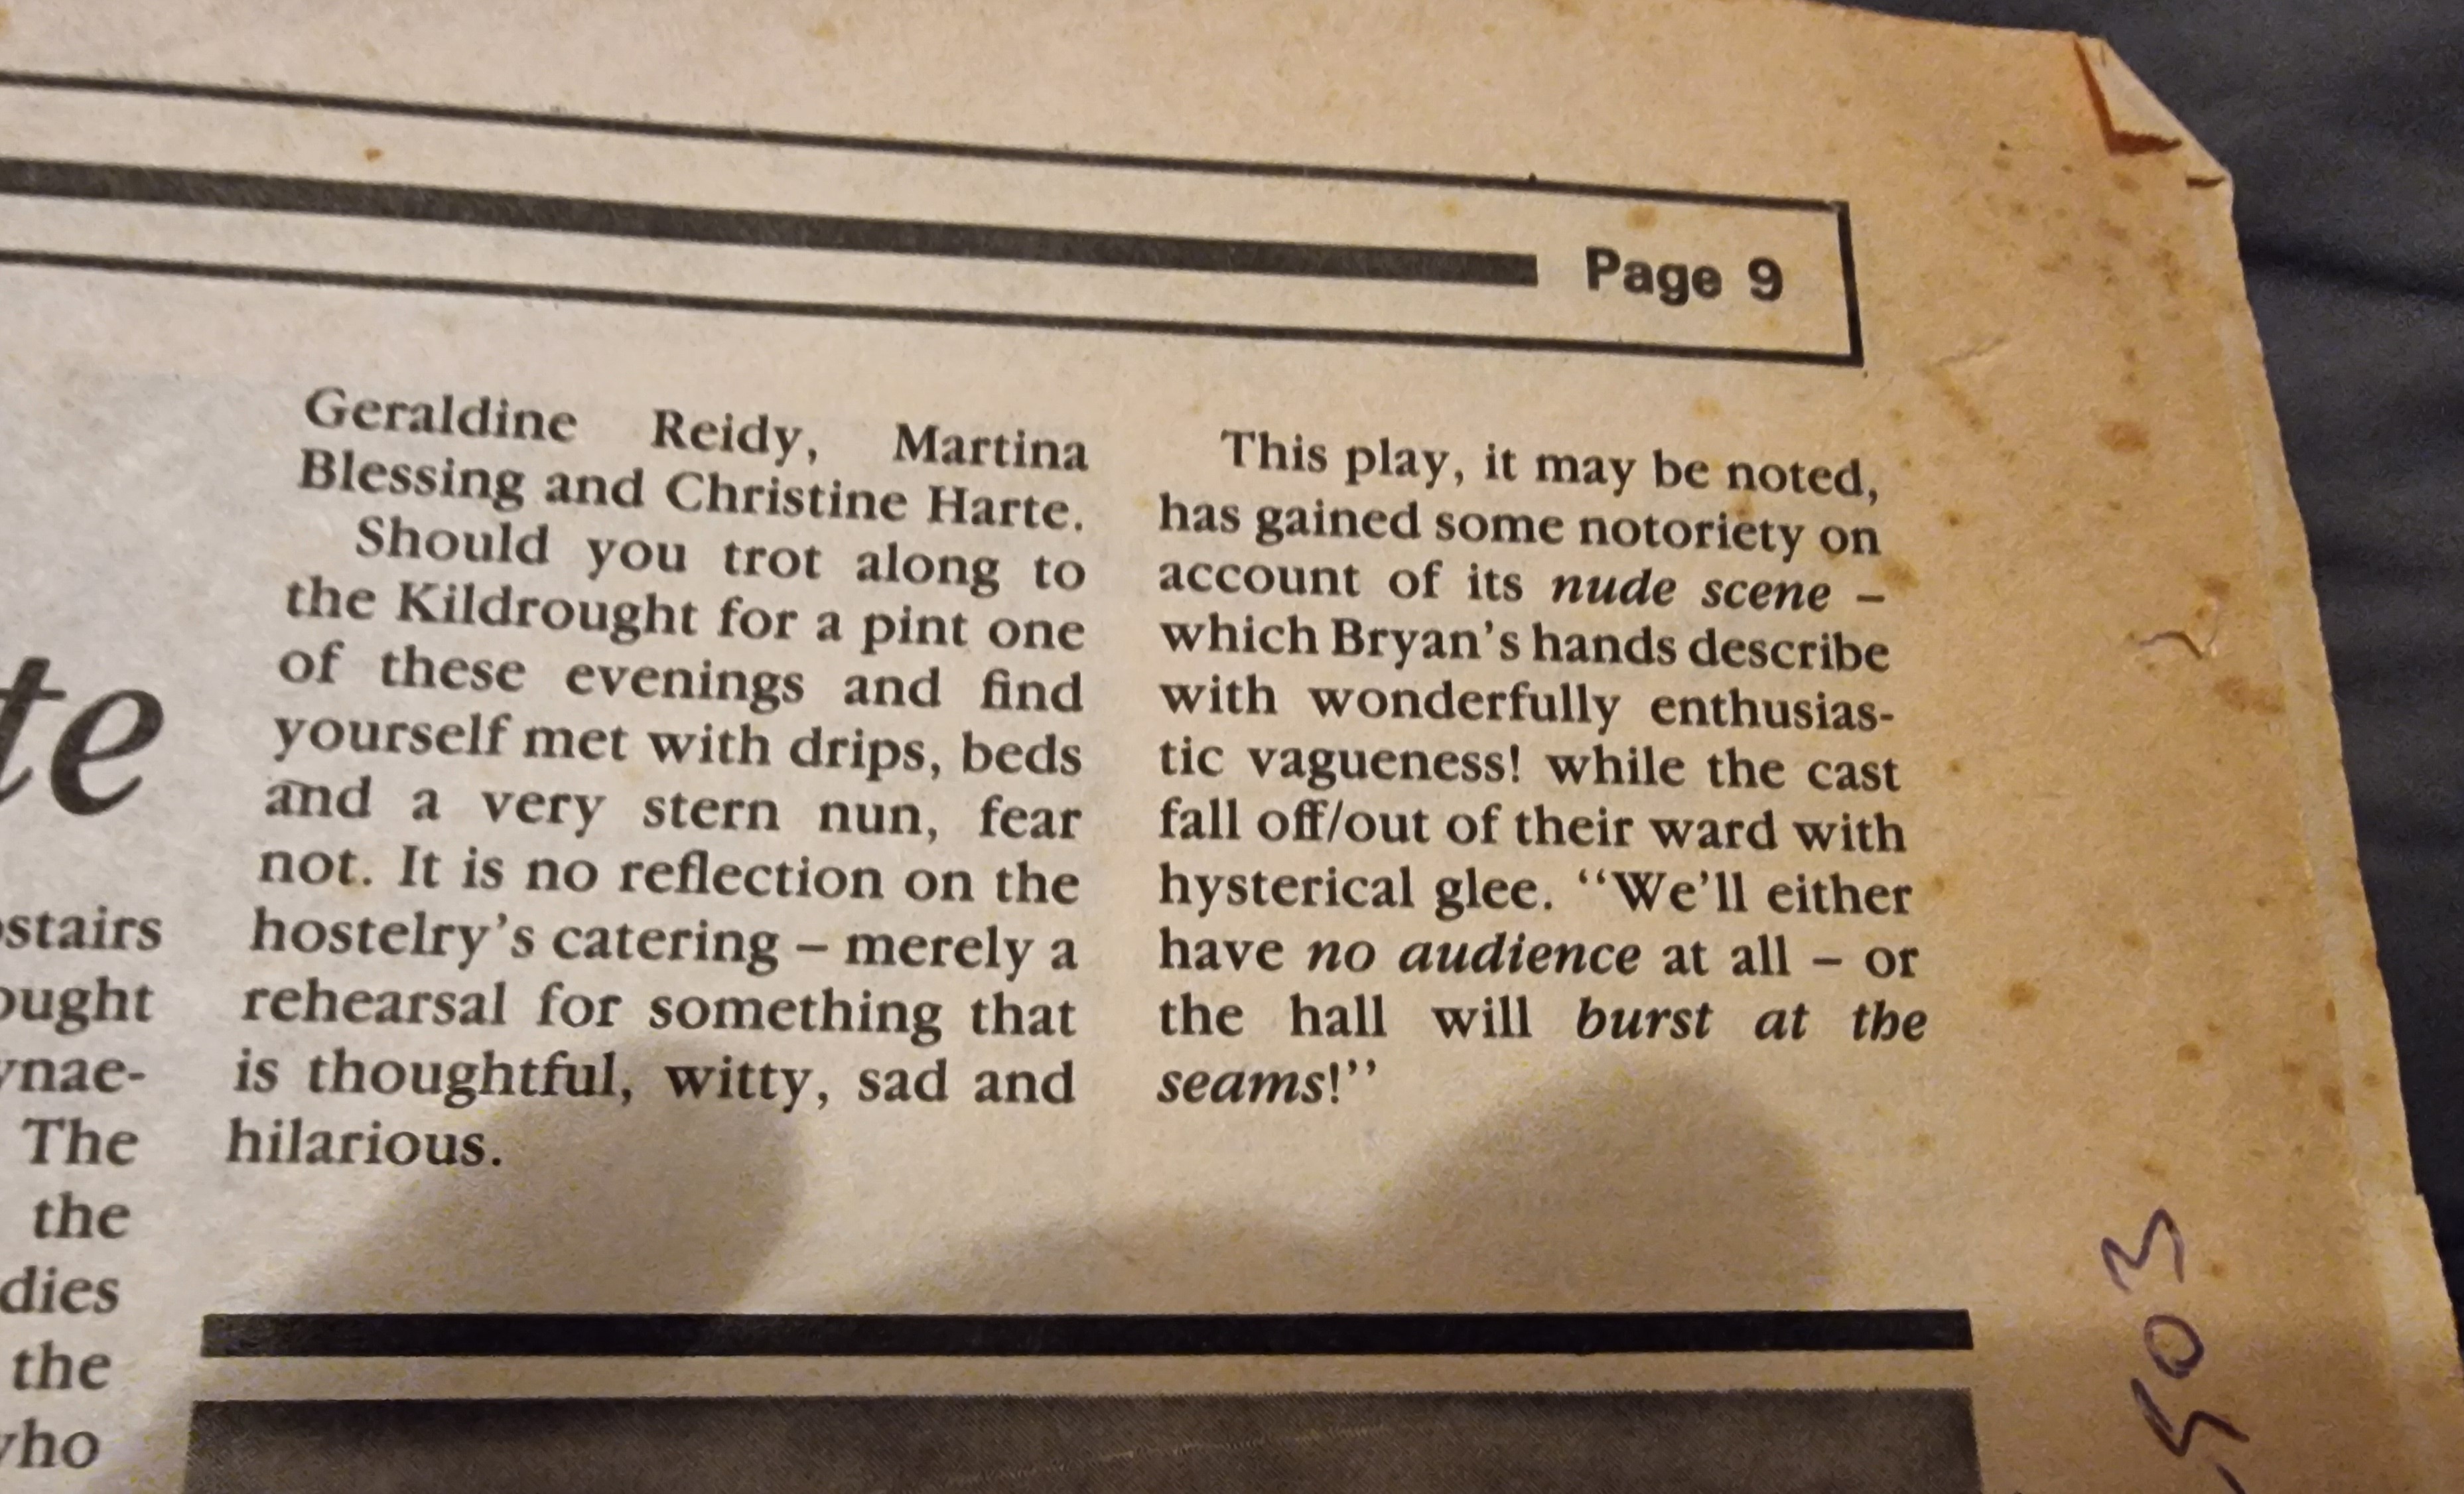 Page 9
te
stairs
ought
The
the
dies
the
Geraldine Reidy, Martina
Blessing and Christine Harte.
Should you trot along to
the Kildrought for a pint one
of these evenings and find
yourself met with drips, beds
and a very stern nun, fear
not. It is no reflection on the
hostelry's catering – merely a
rehearsal for something that
is thoughtful, witty, sad and
hilarious.
This play, it may be noted,
has gained some notoriety on
account of its nude scene –
which Bryan's hands describe
with wonderfully enthusias-
tic vagueness! while the cast
fall off/out of their ward with
hysterical glee. “We'll either
have no audience at all – or
the hall will burst at the
seams!”